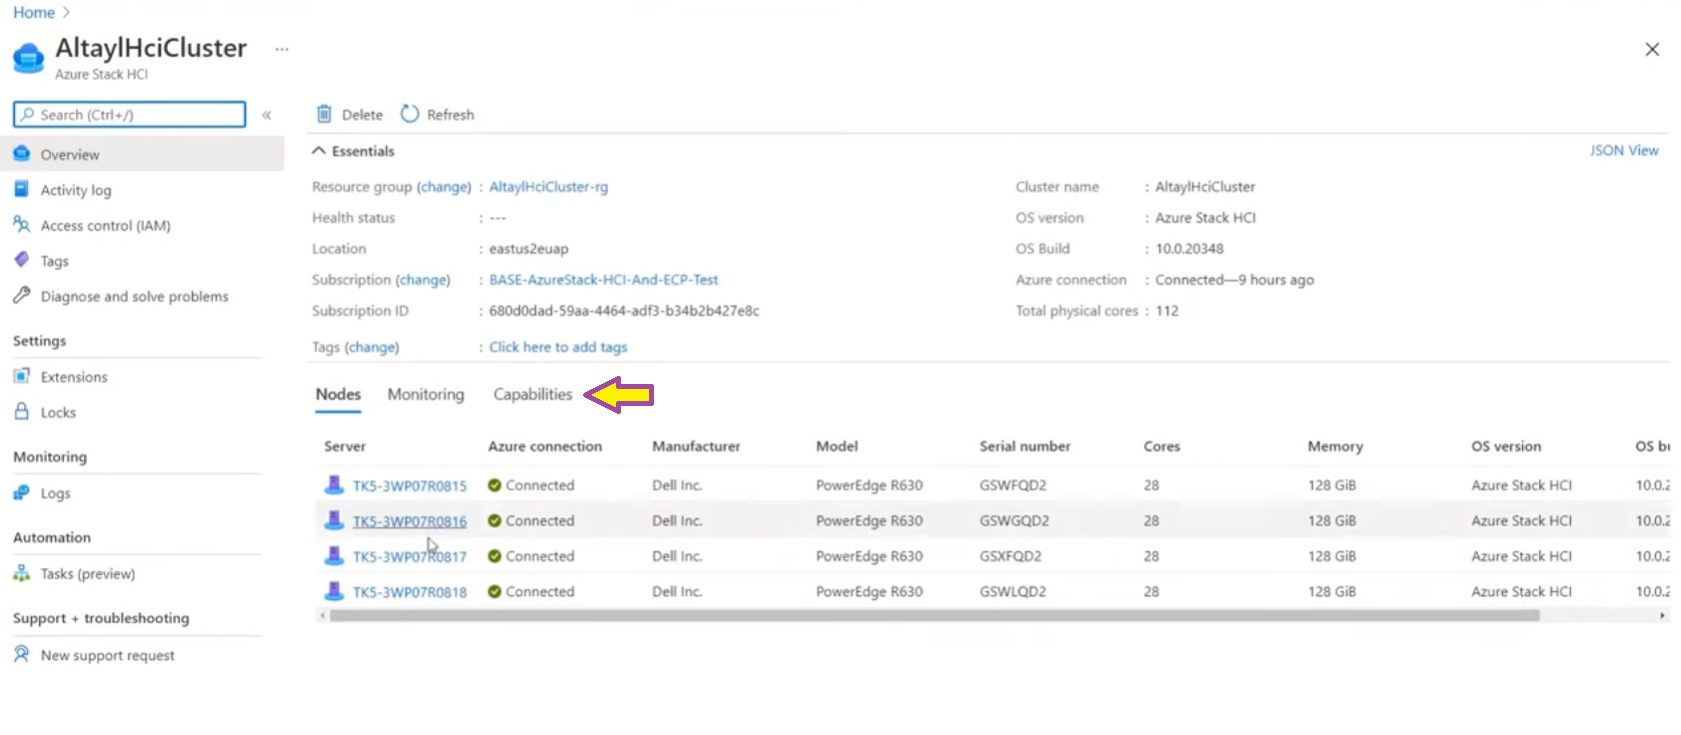 Home >
AltaylHciCluster ...
Azure Stack HCI
Search (Ctrl+/) «
Overview
Activity log
Access control (IAM)
Tags
Diagnose and solve problems
Settings
Extensions
Locks
Monitoring
Logs
Automation
Tasks (preview)
Support + troubleshooting
New support request
Delete Refresh
Essentials JSON View
Resource group (change) : AltaylHciCluster-rg
Health status : ---
Location : eastus2euap
Subscription (change) : BASE-AzureStack-HCI-And-ECP-Test
Subscription ID : 680d0dad-59aa-4464-adf3-b34b2b427e8c
Tags (change) : Click here to add tags
Cluster name : AltaylHciCluster
OS version : Azure Stack HCI
OS Build : 10.0.20348
Azure connection : Connected—9 hours ago
Total physical cores : 112
Nodes Monitoring Capabilities
Server Azure connection Manufacturer Model Serial number Cores Memory OS version OS bu
TK5-3WP07R0815 Connected Dell Inc. PowerEdge R630 GSWFQD2 28 128 GiB Azure Stack HCI 10.0.2
TK5-3WP07R0816 Connected Dell Inc. PowerEdge R630 GSWGQD2 28 128 GiB Azure Stack HCI 10.0.2
TK5-3WP07R0817 Connected Dell Inc. PowerEdge R630 GSXFQD2 28 128 GiB Azure Stack HCI 10.0.2
TK5-3WP07R0818 Connected Dell Inc. PowerEdge R630 GSWLQD2 28 128 GiB Azure Stack HCI 10.0.2